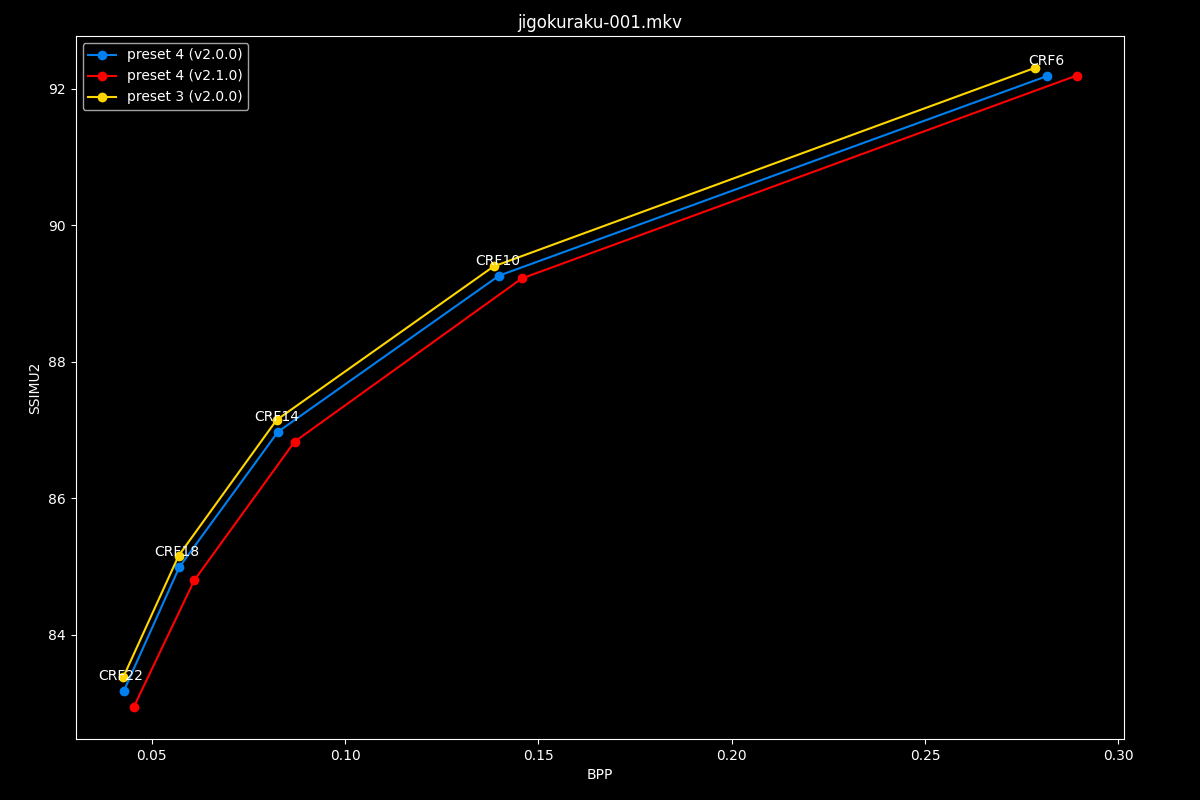 jigokuraku-001.mkv
preset 4 (v2.0.0)
preset 4 (v2.1.0)
preset 3 (v2.0.0)
CRF6
92
90
CRF10
88
SSIMU2
CRF14
86
CRF18
84
CRF22
0.05 0.10 0.15 0.20 0.25 0.30
BPP